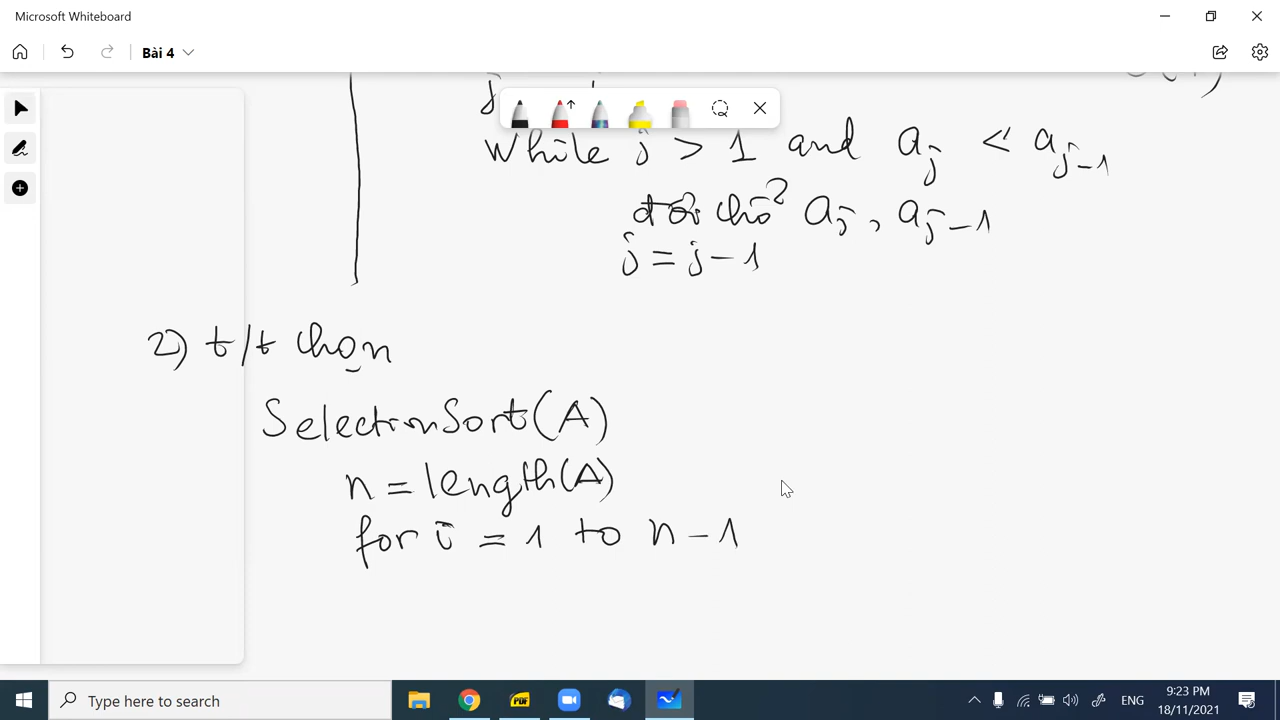 Microsoft Whiteboard
Bài 4
While j > 1 and aj < aj-1
đổi chỗ aj, aj-1
j = j - 1
2) t/t chọn
SelectionSort(A)
n = length(A)
for i = 1 to n - 1
Type here to search
PDF
ENG
9:23 PM
18/11/2021